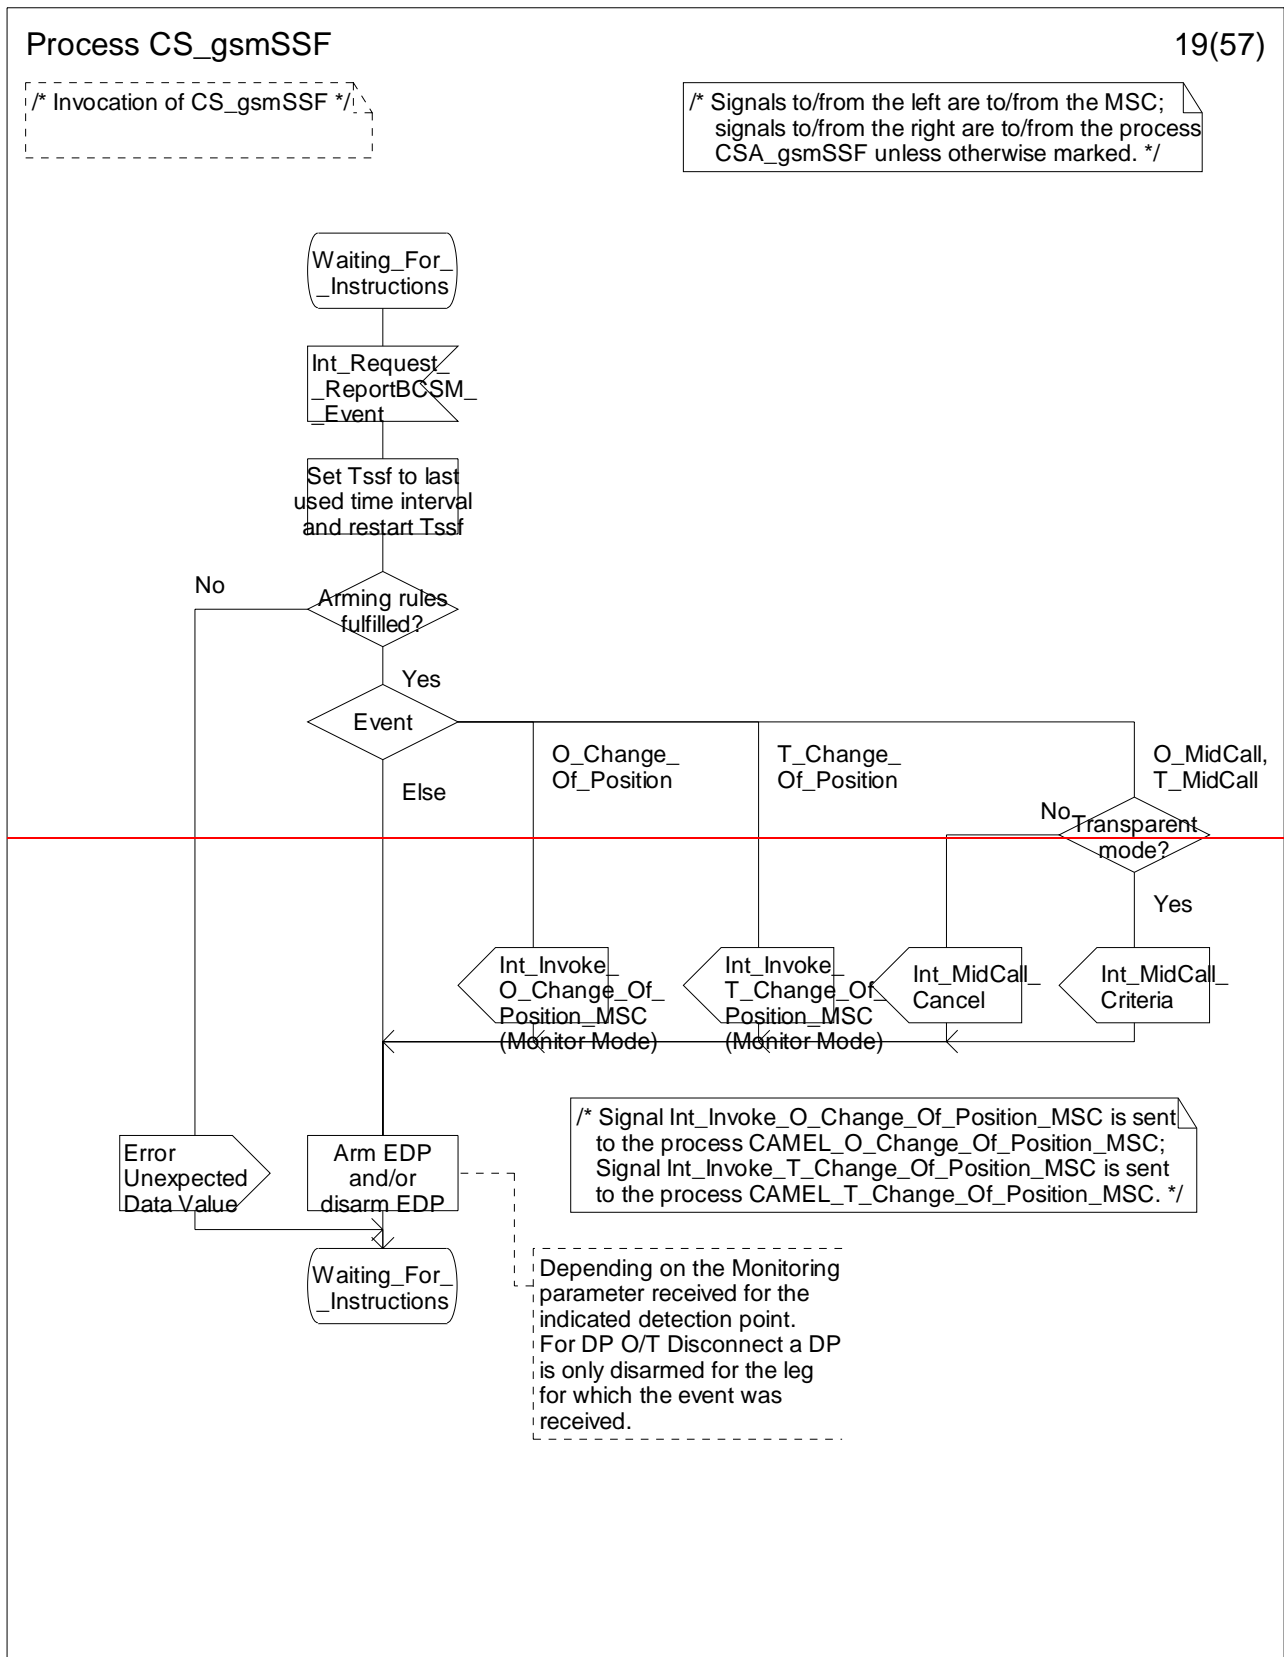 Process CS_gsmSSF
19(57)
/* Invocation of CS_gsmSSF */
/* Signals to/from the left are to/from the MSC;
signals to/from the right are to/from the process
CSA_gsmSSF unless otherwise marked. */
Waiting_For_
_Instructions
Int_Request_
_ReportBCSM_
_Event
Set Tssf to last
used time interval
and restart Tssf
No
Arming rules
fulfilled?
Yes
Event
O_Change_
Of_Position
T_Change_
Of_Position
O_MidCall,
T_MidCall
Else
No
Transparent
mode?
Yes
Int_Invoke_
O_Change_Of_
Position_MSC
(Monitor Mode)
Int_Invoke_
T_Change_Of_
Position_MSC
(Monitor Mode)
Int_MidCall_
Cancel
Int_MidCall_
Criteria
/* Signal Int_Invoke_O_Change_Of_Position_MSC is sent
to the process CAMEL_O_Change_Of_Position_MSC;
Signal Int_Invoke_T_Change_Of_Position_MSC is sent
to the process CAMEL_T_Change_Of_Position_MSC. */
Error
Unexpected
Data Value
Arm EDP
and/or
disarm EDP
Waiting_For_
_Instructions
Depending on the Monitoring
parameter received for the
indicated detection point.
For DP O/T Disconnect a DP
is only disarmed for the leg
for which the event was
received.